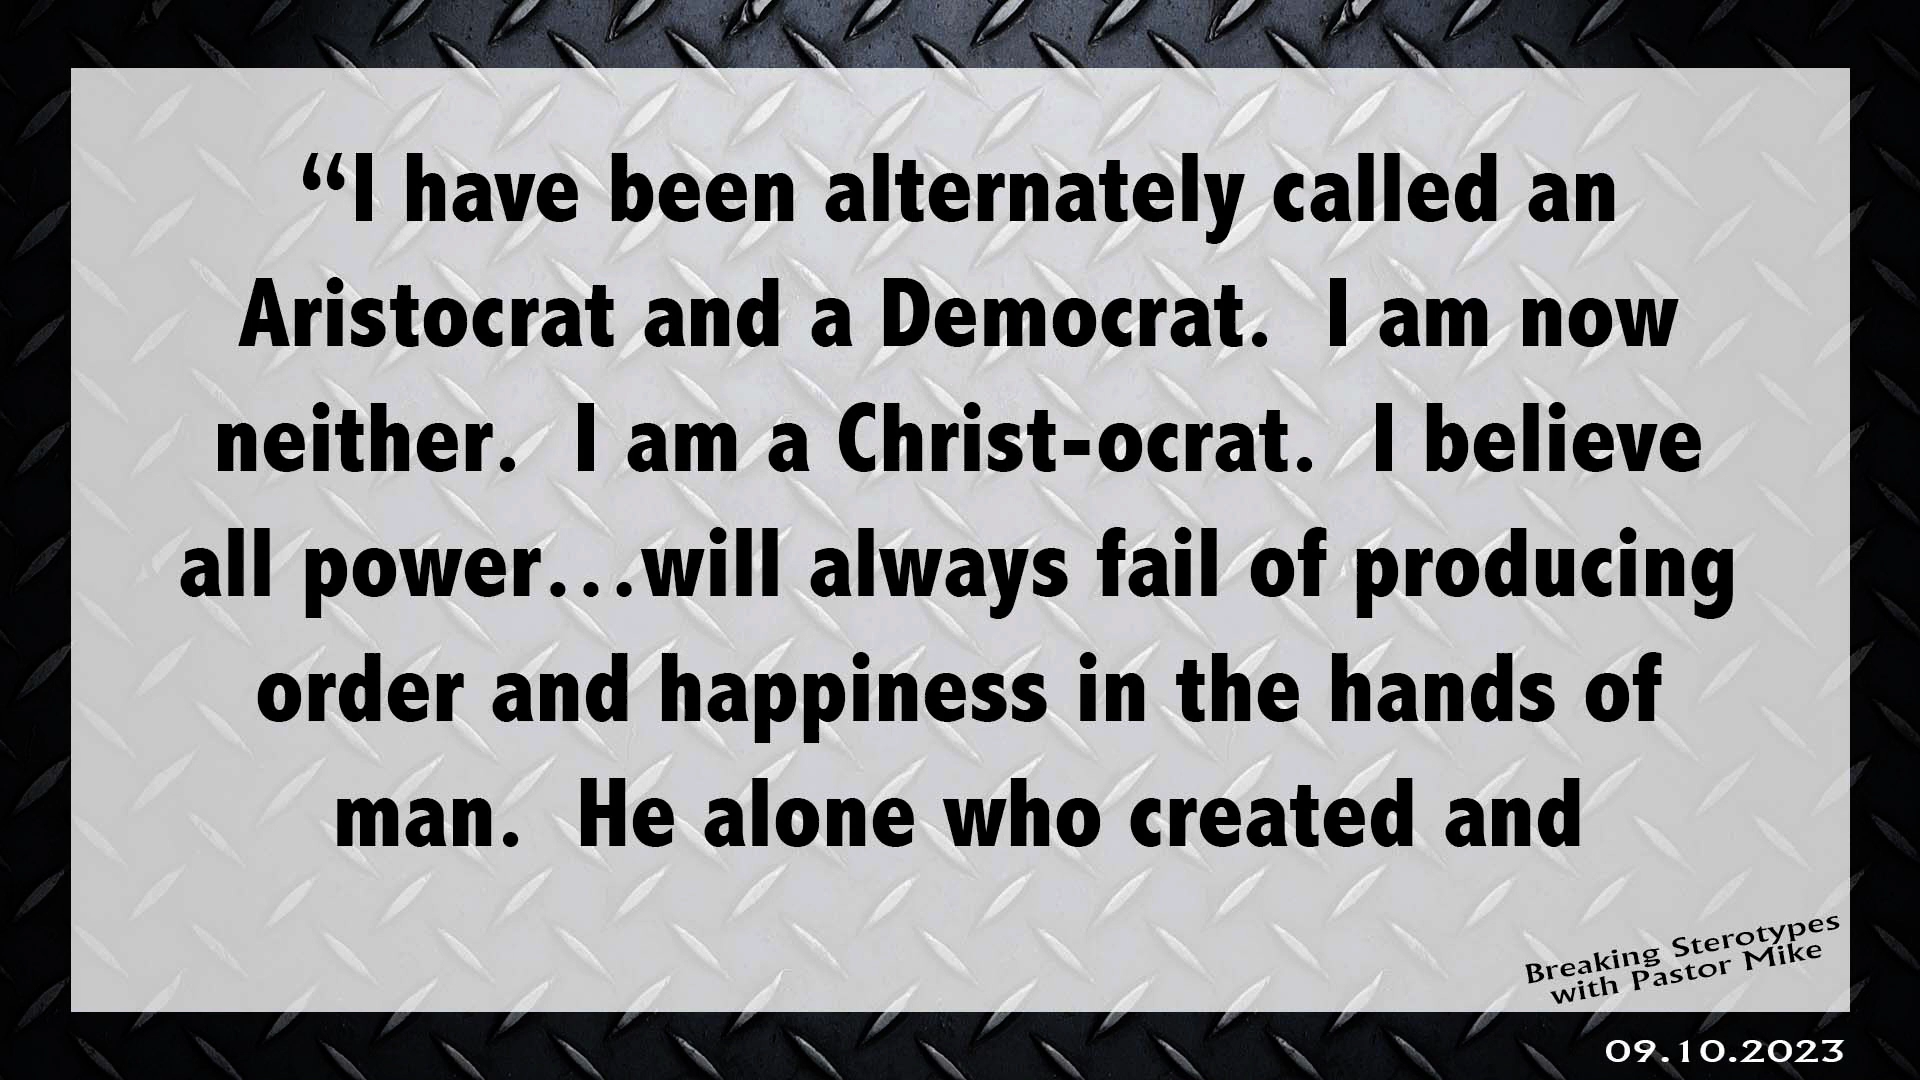 “I have been alternately called an
Aristocrat and a Democrat.  I am now
neither.  I am a Christ-ocrat.  I believe
all power…will always fail of producing
order and happiness in the hands of
man.  He alone who created and
Breaking Sterotypes
with Pastor Mike
09.10.2023